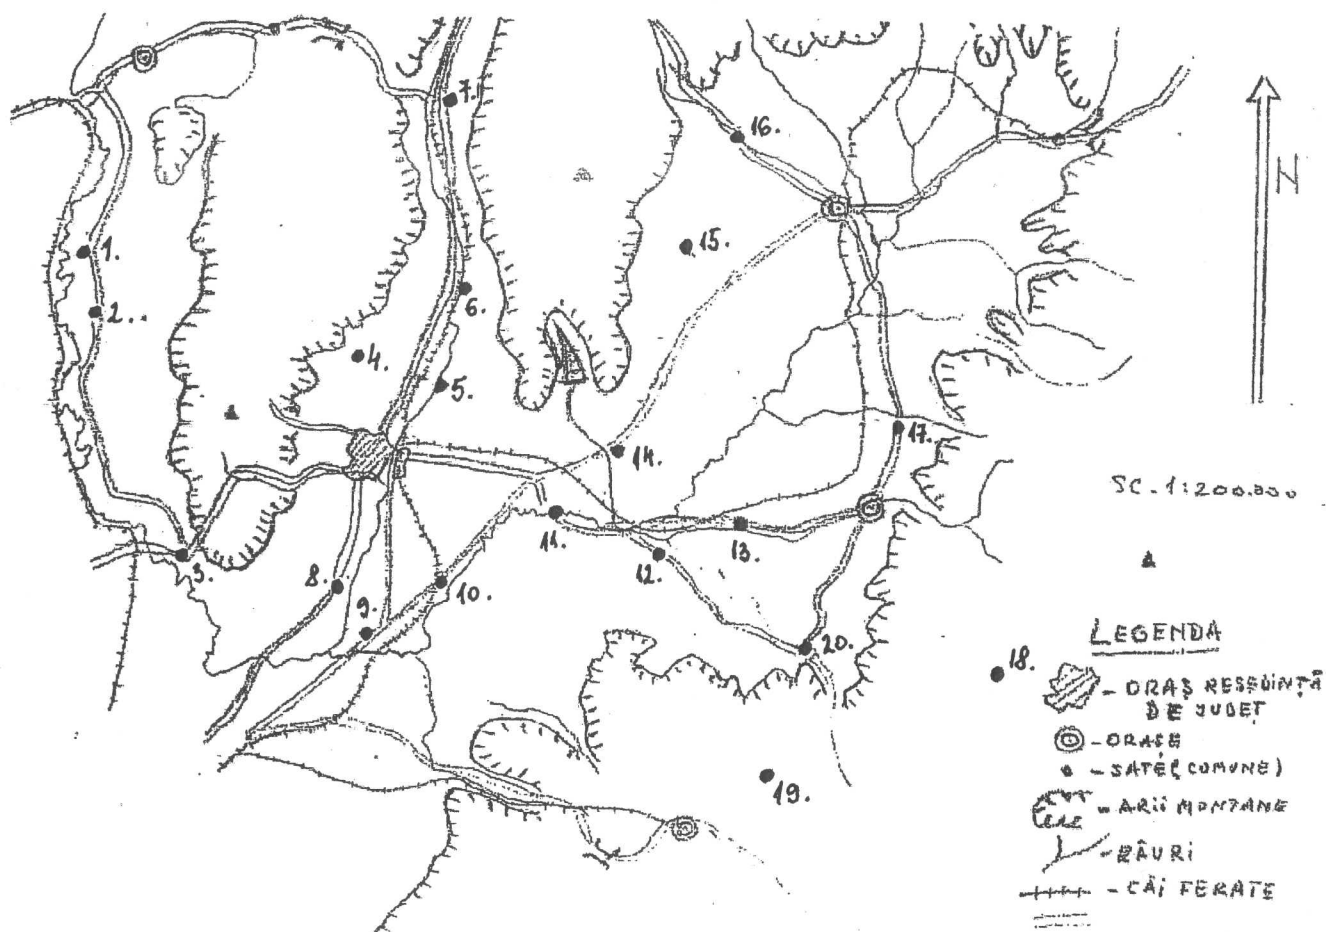 7.
16.
N
1.
15.
2..
6.
4.
5.
17.
14.
SC. 1:200.000
11.
13.
12.
3.
8.
10.
9.
20.
18.
19.
LEGENDA
- ORAȘ RESEDINȚĂ
DE JUDEȚ
- ORAȘE
- SATE (COMUNE)
- ARII MONTANE
- RÂURI
- CĂI FERATE